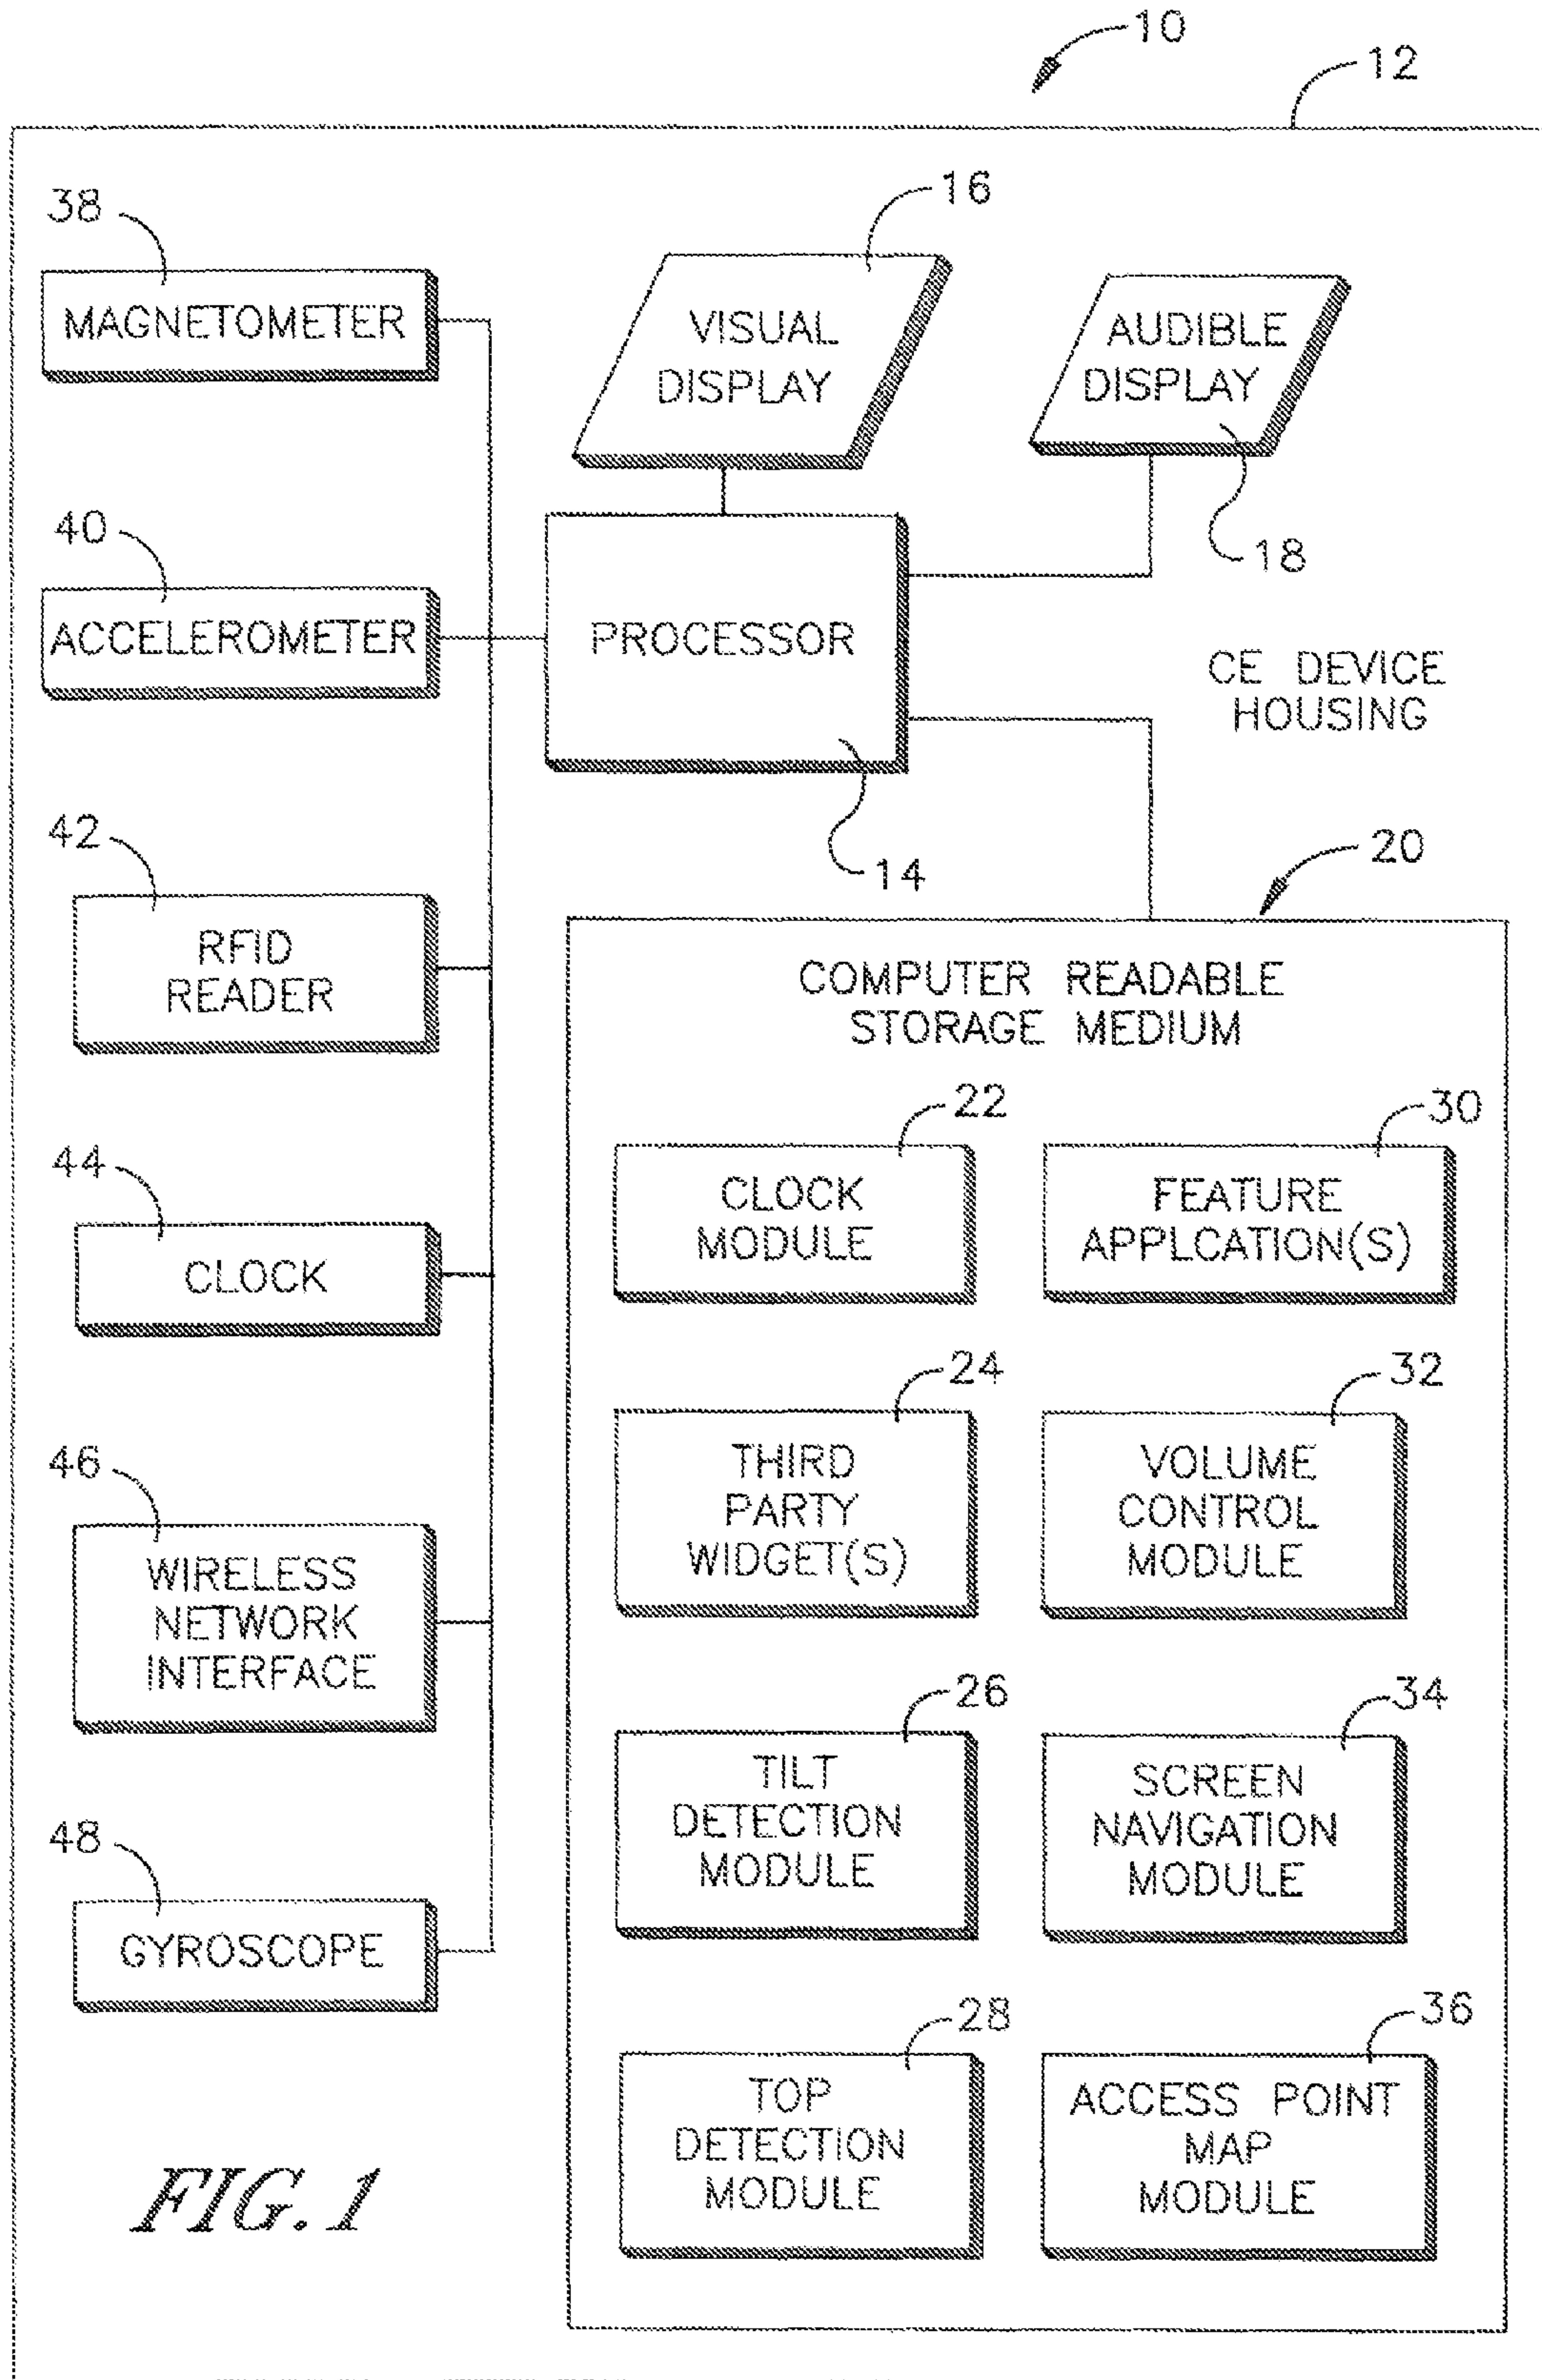 10
12
38
MAGNETOMETER
16
VISUAL
DISPLAY
AUDIBLE
DISPLAY
18
40
ACCELEROMETER
PROCESSOR
14
CE DEVICE
HOUSING
42
RFID
READER
20
COMPUTER READABLE
STORAGE MEDIUM
44
CLOCK
22
CLOCK
MODULE
30
FEATURE
APPLCATION(S)
46
WIRELESS
NETWORK
INTERFACE
24
THIRD
PARTY
WIDGET(S)
32
VOLUME
CONTROL
MODULE
48
GYROSCOPE
26
TILT
DETECTION
MODULE
34
SCREEN
NAVIGATION
MODULE
28
TOP
DETECTION
MODULE
36
ACCESS POINT
MAP
MODULE
FIG. 1